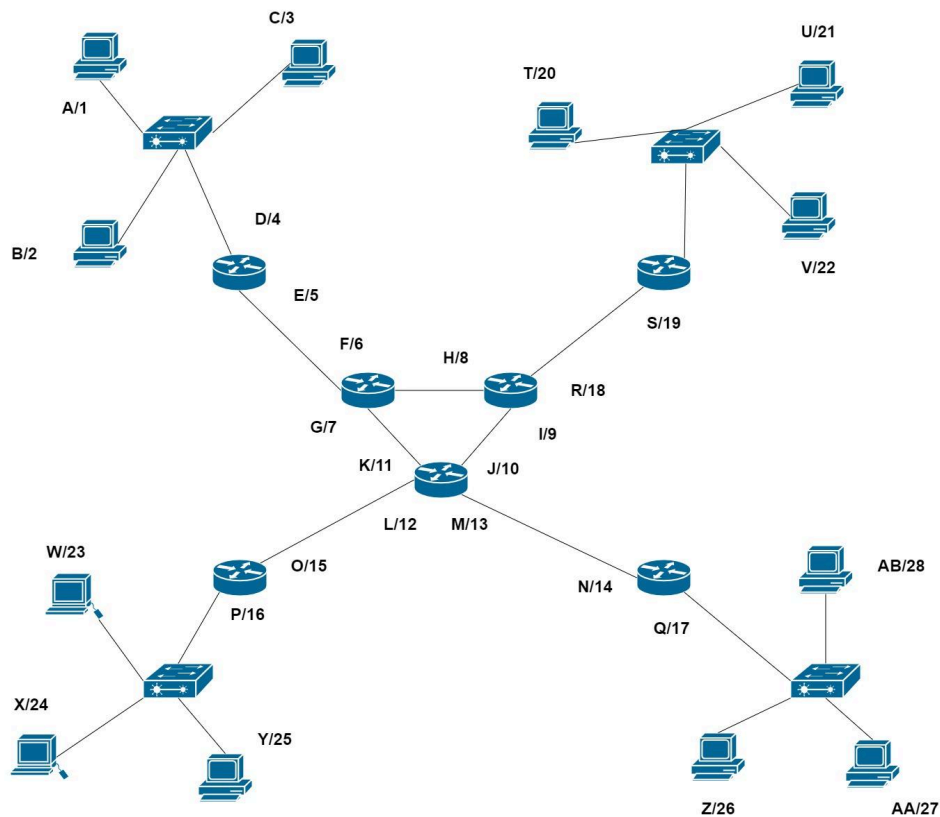 C/3
U/21
T/20
A/1
D/4
B/2
V/22
E/5
S/19
F/6
H/8
R/18
G/7
I/9
K/11
J/10
L/12
M/13
W/23
O/15
AB/28
N/14
P/16
Q/17
X/24
Y/25
Z/26
AA/27